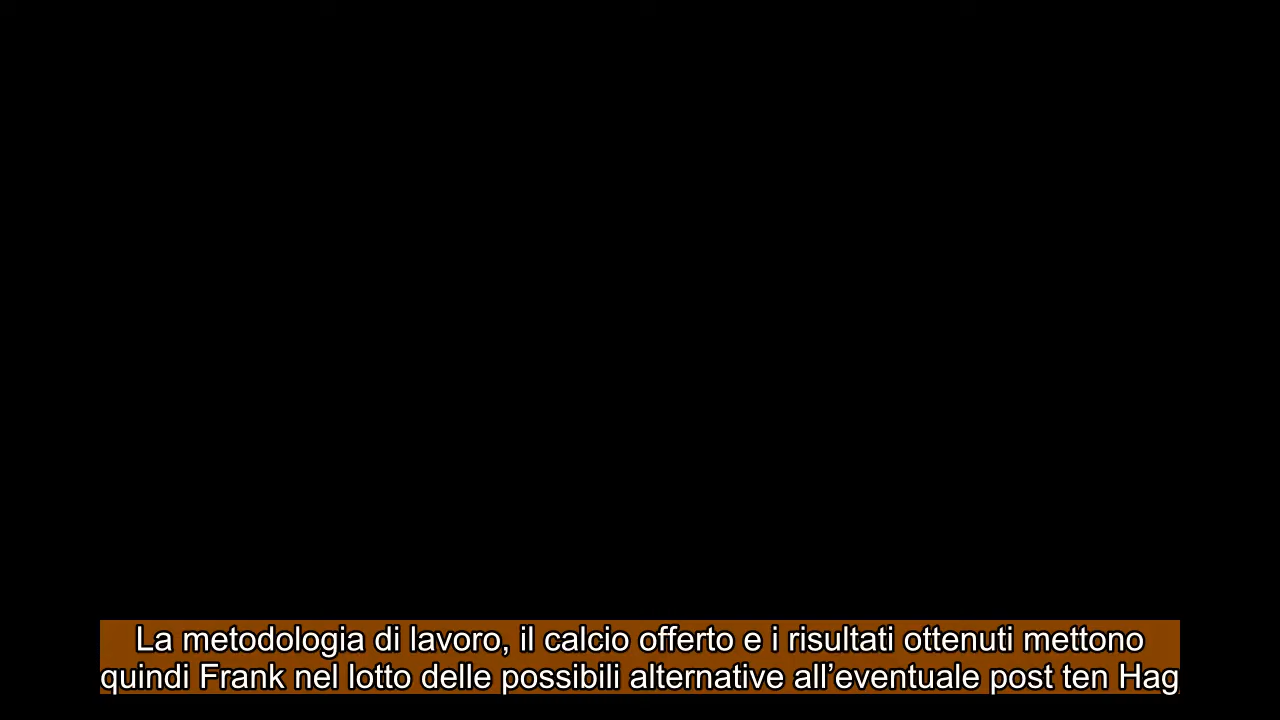 La metodologia di lavoro, il calcio offerto e i risultati ottenuti mettono
quindi Frank nel lotto delle possibili alternative all’eventuale post ten Hag